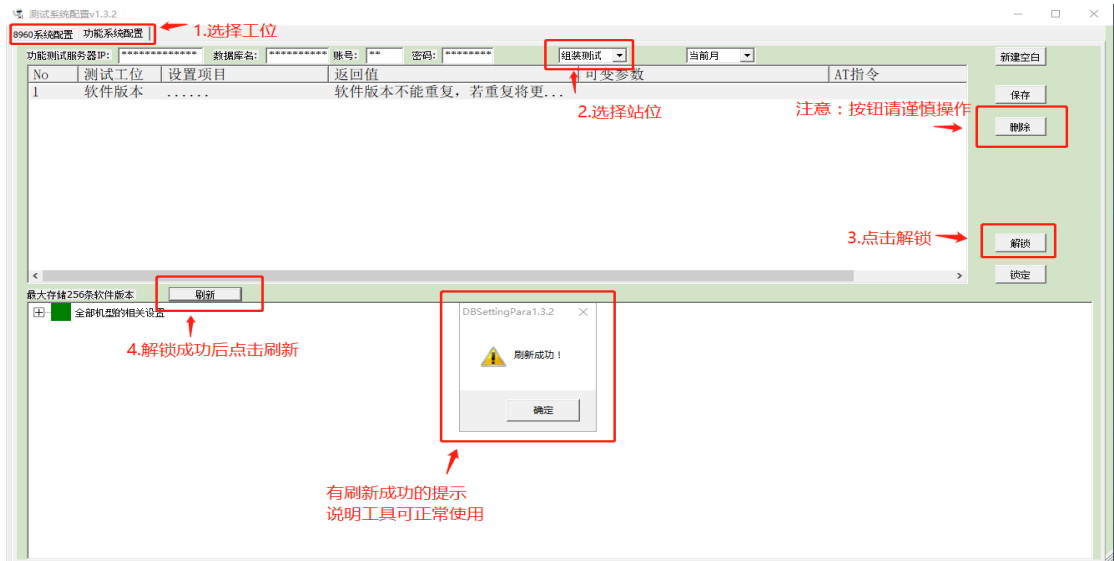 测试系统配置v1.3.2
8960系统配置 功能系统配置 1.选择工位
功能测试服务器IP: ************* 数据库名: ********** 账号: ** 密码: ******** 组装测试 当前月 新建空白
No 测试工位 设置项目 返回值 可变参数 AT指令
1 软件版本 ...... 软件版本不能重复，若重复将更...
保存
2.选择站位
注意：按钮请谨慎操作
删除
3.点击解锁
解锁
锁定
最大存储256条软件版本 刷新
全部机型的相关设置
4.解锁成功后点击刷新
DBSettingPara1.3.2
刷新成功！
确定
有刷新成功的提示
说明工具可正常使用